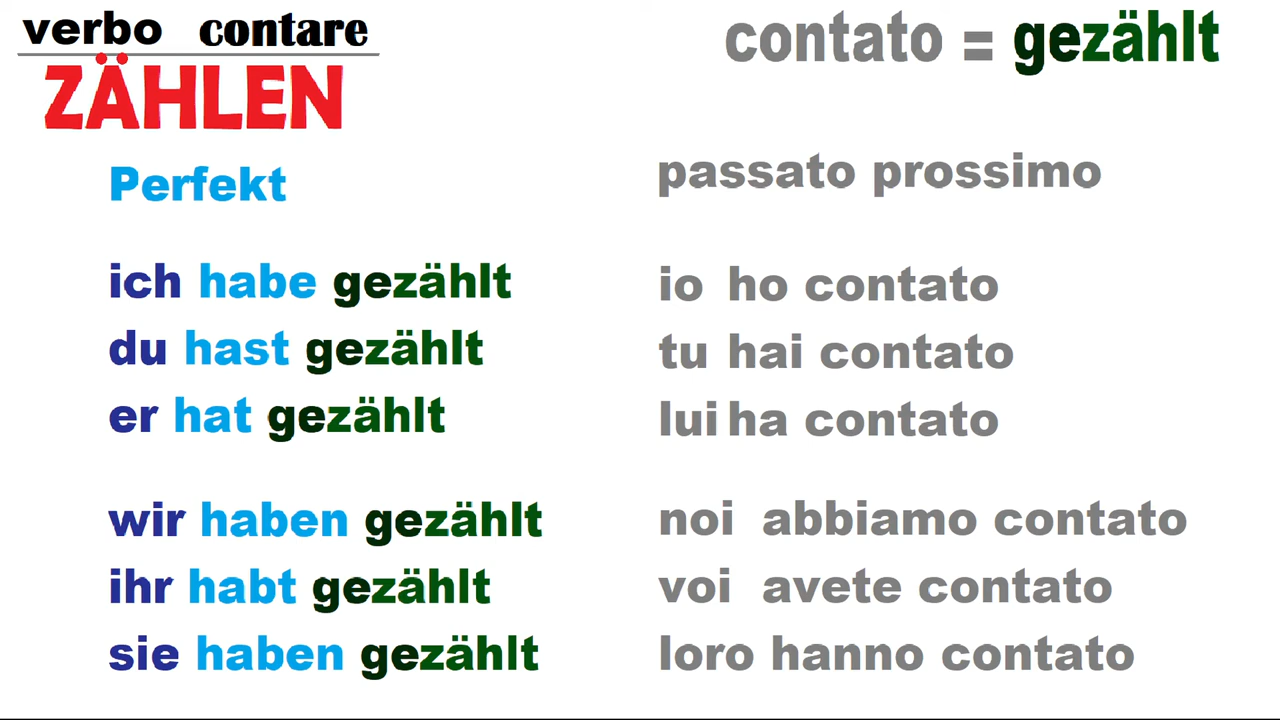 verbo contare
contato = gezählt
ZÄHLEN
Perfekt
passato prossimo
ich habe gezählt
io ho contato
du hast gezählt
tu hai contato
er hat gezählt
lui ha contato
wir haben gezählt
noi abbiamo contato
ihr habt gezählt
voi avete contato
sie haben gezählt
loro hanno contato